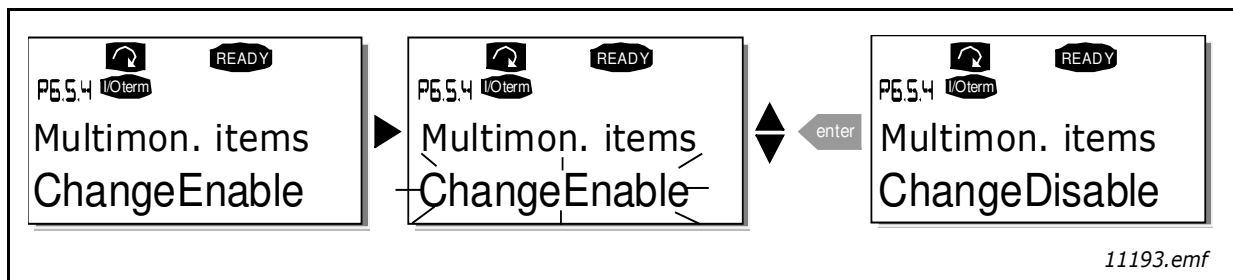 READY
P6.5.4 I/Oterm
Multimon. items
ChangeEnable
READY
P6.5.4 I/Oterm
Multimon. items
ChangeEnable
enter
READY
P6.5.4 I/Oterm
Multimon. items
ChangeDisable
11193.emf